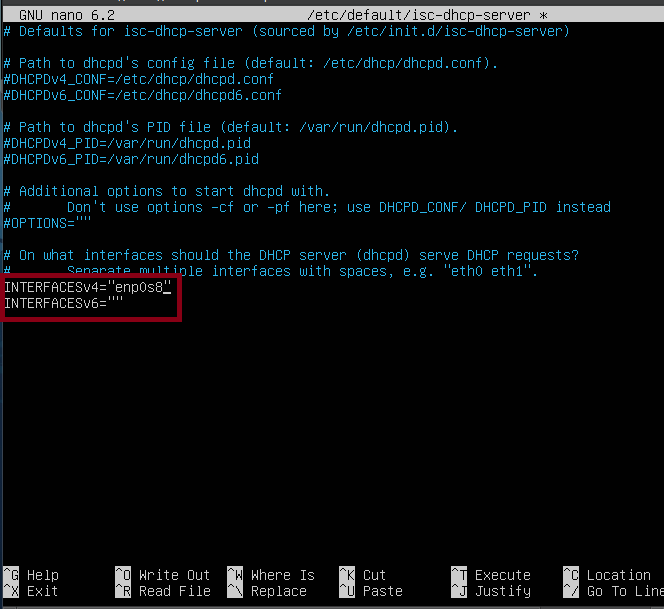 GNU nano 6.2 /etc/default/isc-dhcp-server *
# Defaults for isc-dhcp-server (sourced by /etc/init.d/isc-dhcp-server)
# Path to dhcpd's config file (default: /etc/dhcp/dhcpd.conf).
#DHCPDv4_CONF=/etc/dhcp/dhcpd.conf
#DHCPDv6_CONF=/etc/dhcp/dhcpd6.conf
# Path to dhcpd's PID file (default: /var/run/dhcpd.pid).
#DHCPDv4_PID=/var/run/dhcpd.pid
#DHCPDv6_PID=/var/run/dhcpd6.pid
# Additional options to start dhcpd with.
# Don't use options -cf or -pf here; use DHCPD_CONF/ DHCPD_PID instead
#OPTIONS=""
# On what interfaces should the DHCP server (dhcpd) serve DHCP requests?
# Separate multiple interfaces with spaces, e.g. "eth0 eth1".
INTERFACESv4="enp0s8"
INTERFACESv6=""
^G Help ^O Write Out ^W Where Is ^K Cut ^T Execute ^C Location
^X Exit ^R Read File ^\ Replace ^U Paste ^J Justify ^/ Go To Line